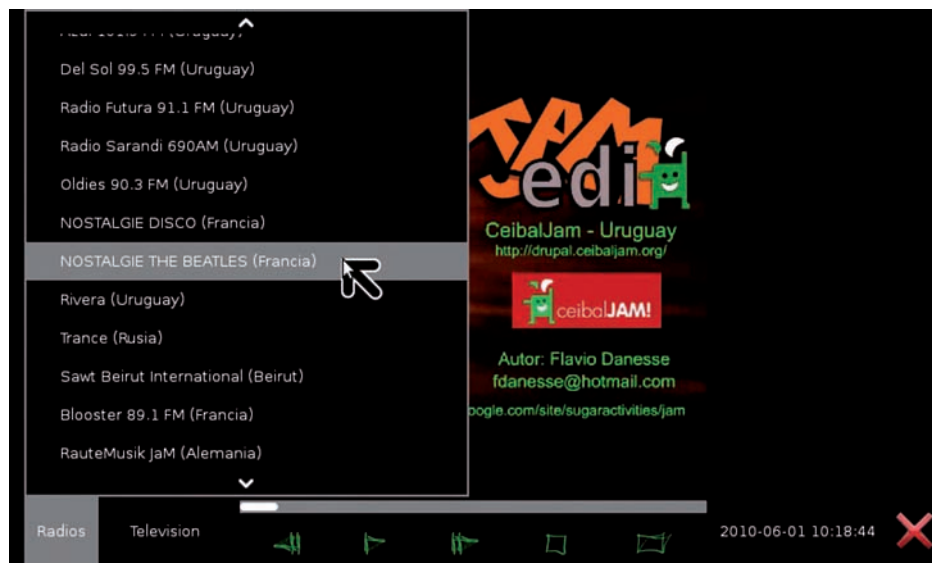 Del Sol 99.5 FM (Uruguay)
Radio Futura 91.1 FM (Uruguay)
Radio Sarandi 690AM (Uruguay)
Oldies 90.3 FM (Uruguay)
NOSTALGIE DISCO (Francia)
NOSTALGIE THE BEATLES (Francia)
Rivera (Uruguay)
Trance (Rusia)
Sawt Beirut International (Beirut)
Blooster 89.1 FM (Francia)
RauteMusik JaM (Alemania)
JAM
edi
CeibalJam - Uruguay
http://drupal.ceibaljam.org/
ceibalJAM!
Autor: Flavio Danesse
fdanesse@hotmail.com
oogle.com/site/sugaractivities/jam
Radios
Television
2010-06-01 10:18:44